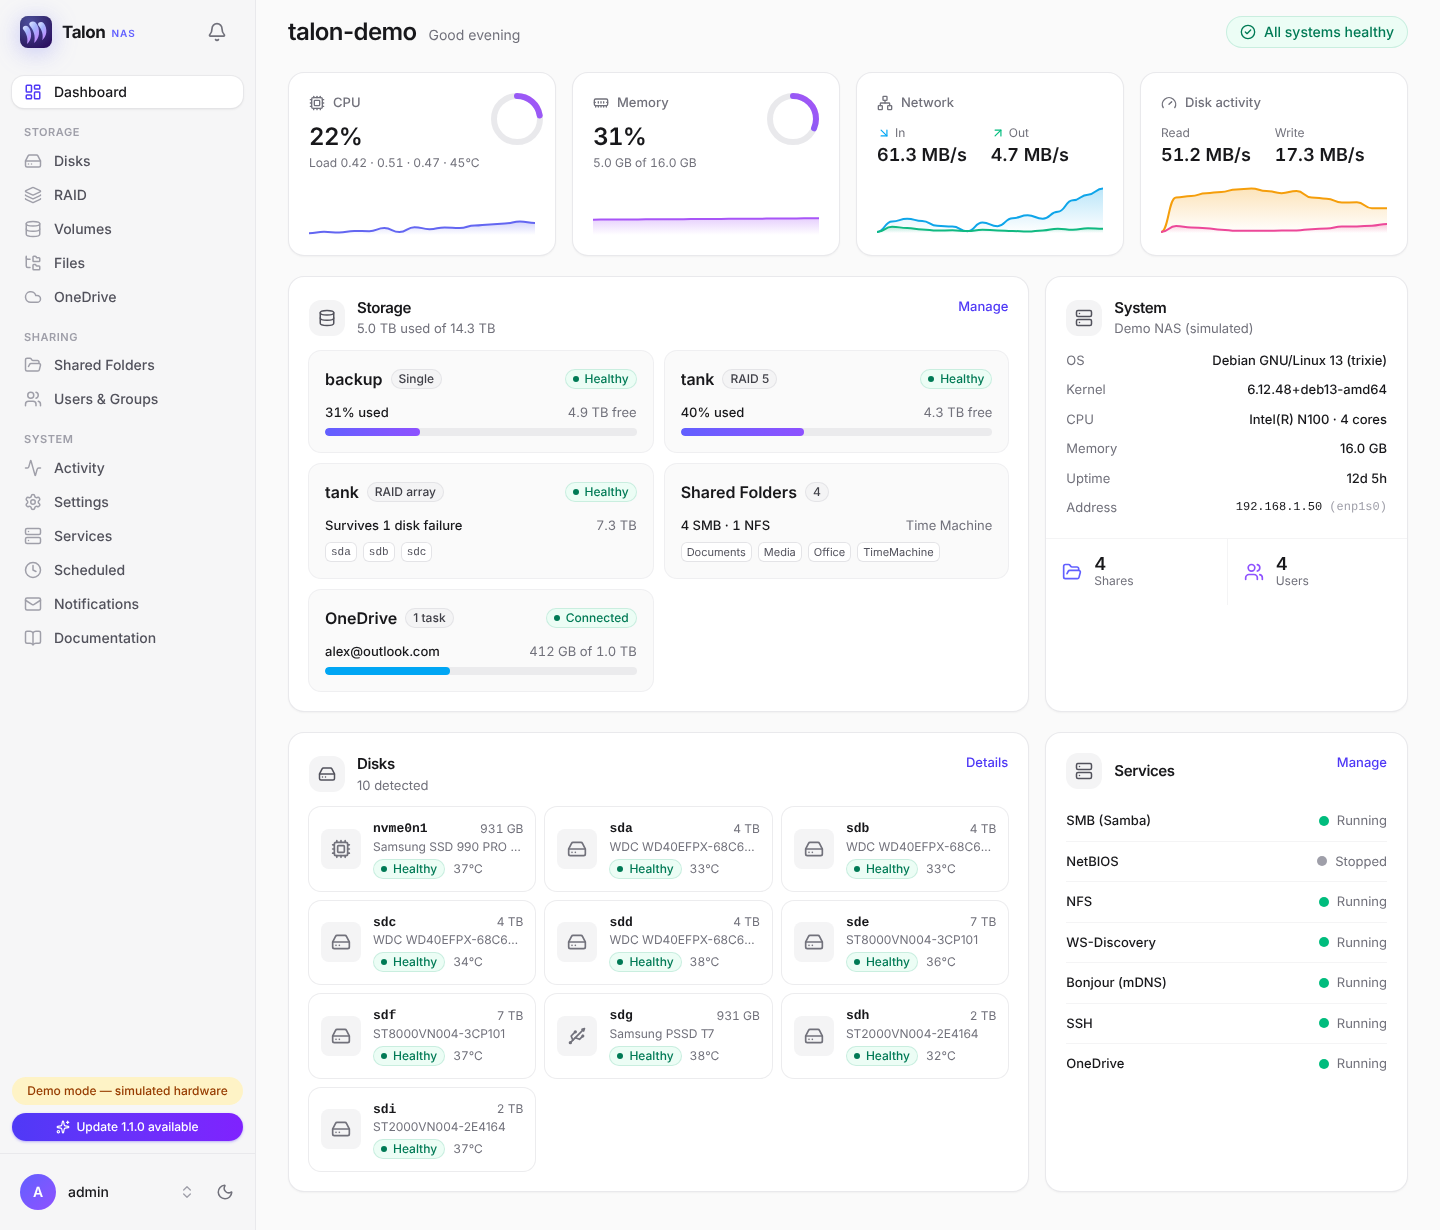 Talon NAS
Dashboard
STORAGE
Disks
RAID
Volumes
Files
OneDrive
SHARING
Shared Folders
Users & Groups
SYSTEM
Activity
Settings
Services
Scheduled
Notifications
Documentation
Demo mode — simulated hardware
Update 1.1.0 available
A
admin
talon-demo Good evening
All systems healthy
CPU
22%
Load 0.42 · 0.51 · 0.47 · 45°C
Memory
31%
5.0 GB of 16.0 GB
Network
In Out
61.3 MB/s 4.7 MB/s
Disk activity
Read Write
51.2 MB/s 17.3 MB/s
Storage
5.0 TB used of 14.3 TB
Manage
backup Single Healthy
31% used 4.9 TB free
tank RAID 5 Healthy
40% used 4.3 TB free
tank RAID array Healthy
Survives 1 disk failure 7.3 TB
sda sdb sdc
Shared Folders 4
4 SMB · 1 NFS Time Machine
Documents Media Office TimeMachine
OneDrive 1 task Connected
alex@outlook.com 412 GB of 1.0 TB
System
Demo NAS (simulated)
OS Debian GNU/Linux 13 (trixie)
Kernel 6.12.48+deb13-amd64
CPU Intel(R) N100 · 4 cores
Memory 16.0 GB
Uptime 12d 5h
Address 192.168.1.50 (enp1s0)
4
Shares
4
Users
Disks
10 detected
Details
nvme0n1 931 GB
Samsung SSD 990 PRO ...
Healthy 37°C
sda 4 TB
WDC WD40EFPX-68C6...
Healthy 33°C
sdb 4 TB
WDC WD40EFPX-68C6...
Healthy 33°C
sdc 4 TB
WDC WD40EFPX-68C6...
Healthy 34°C
sdd 4 TB
WDC WD40EFPX-68C6...
Healthy 38°C
sde 7 TB
ST8000VN004-3CP101
Healthy 36°C
sdf 7 TB
ST8000VN004-3CP101
Healthy 37°C
sdg 931 GB
Samsung PSSD T7
Healthy 38°C
sdh 2 TB
ST2000VN004-2E4164
Healthy 32°C
sdi 2 TB
ST2000VN004-2E4164
Healthy 37°C
Services
Manage
SMB (Samba) Running
NetBIOS Stopped
NFS Running
WS-Discovery Running
Bonjour (mDNS) Running
SSH Running
OneDrive Running